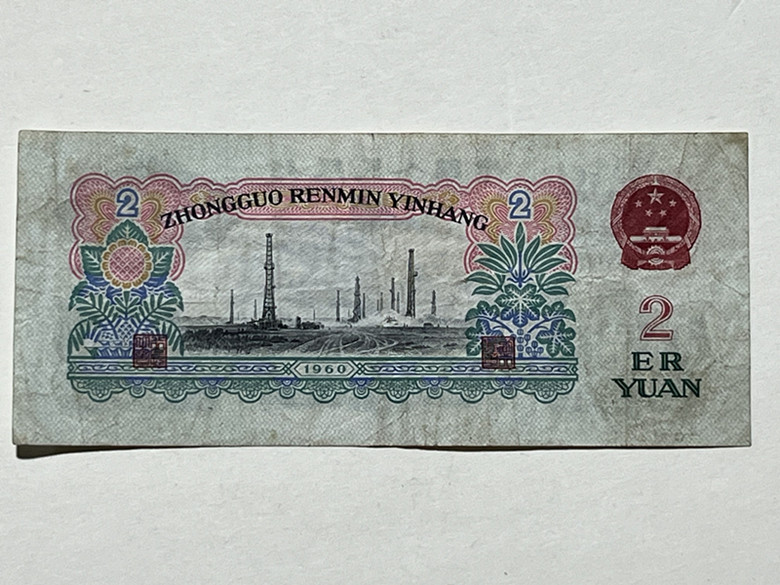 2 2
ZHONGGUO RENMIN YINHANG
1960
2
ER
YUAN